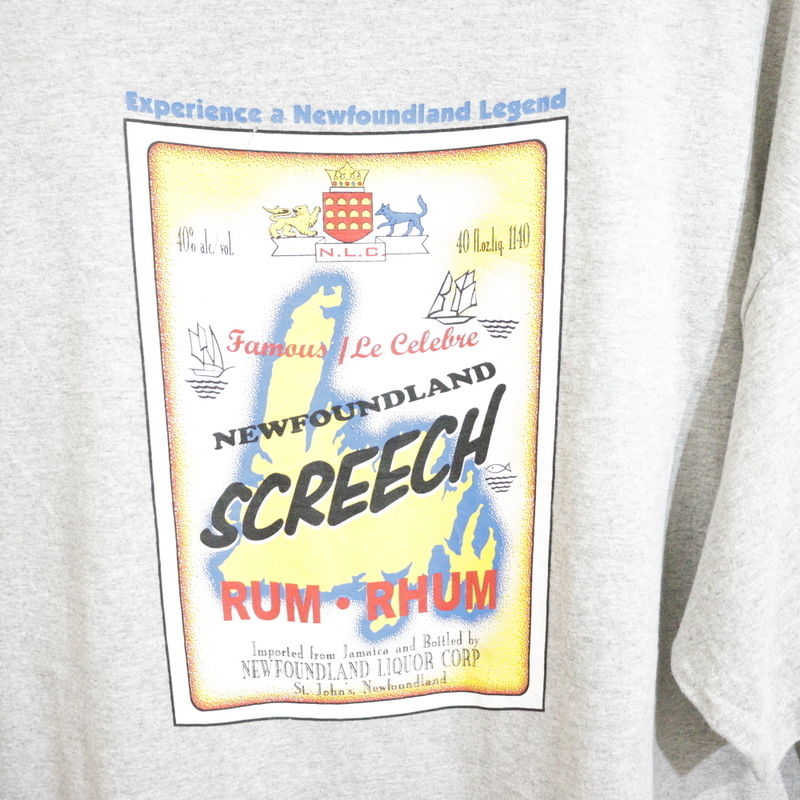 Experience a Newfoundland Legend
N.L.C.
40% alc./vol.
40 fl.oz.liq. 1140
Famous / Le Celebre
NEWFOUNDLAND
SCREECH
RUM • RHUM
Imported from Jamaica and Bottled by
NEWFOUNDLAND LIQUOR CORP
St. John's, Newfoundland